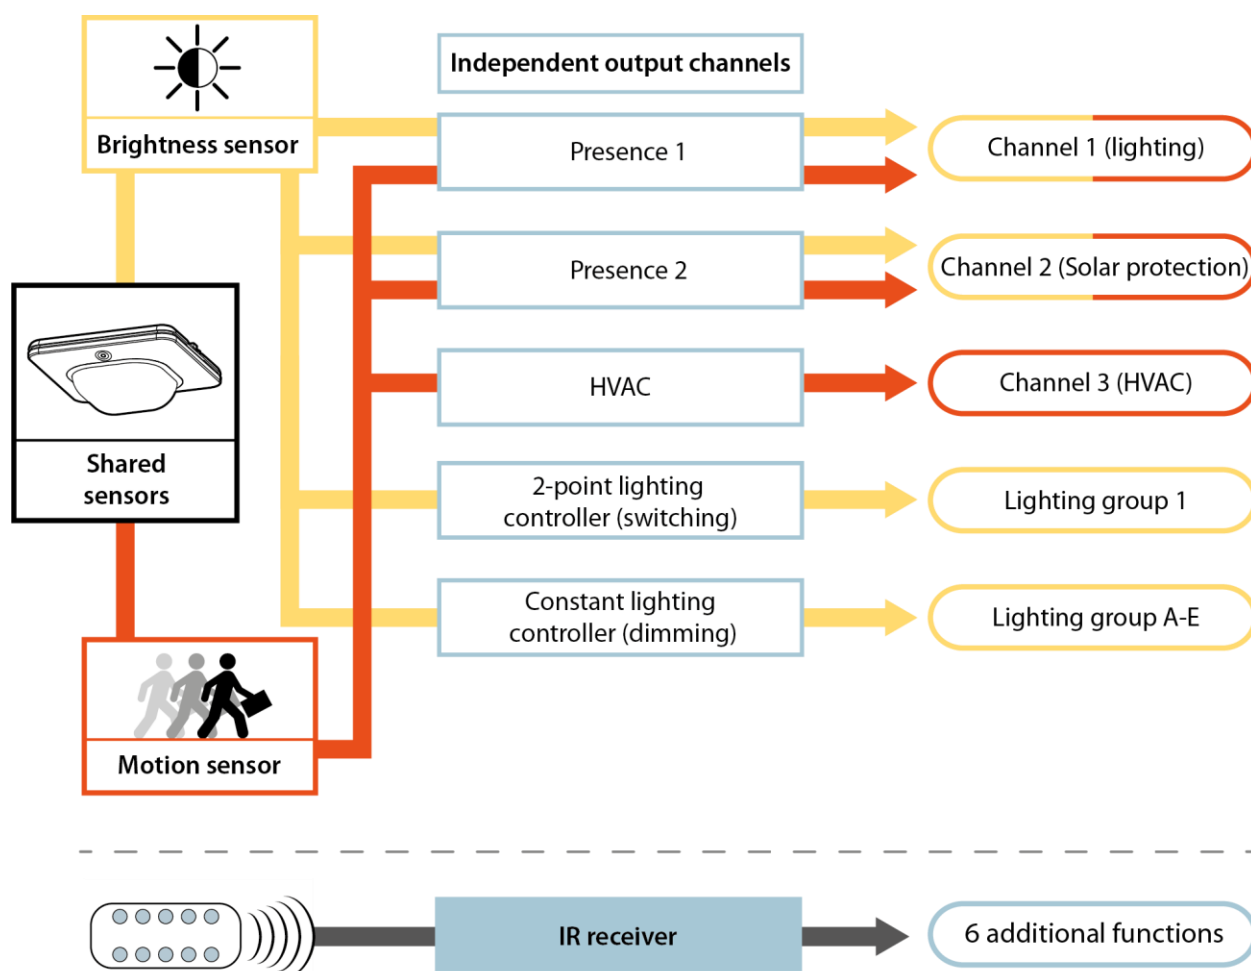 Brightness sensor
Shared
sensors
Motion sensor
Independent output channels
Presence 1
Presence 2
HVAC
2-point lighting
controller (switching)
Constant lighting
controller (dimming)
Channel 1 (lighting)
Channel 2 (Solar protection)
Channel 3 (HVAC)
Lighting group 1
Lighting group A-E
IR receiver
6 additional functions